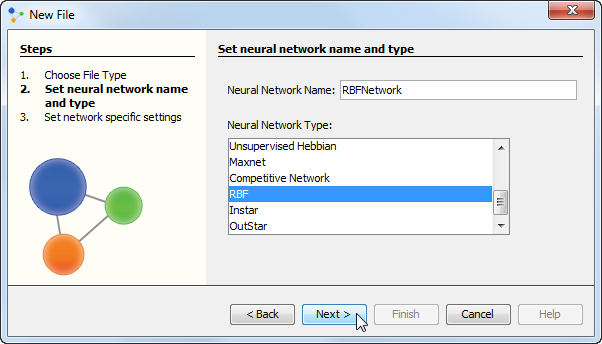 New File
Steps
1. Choose File Type
2. Set neural network name
and type
3. Set network specific settings
Set neural network name and type
Neural Network Name: RBFNetwork
Neural Network Type:
Unsupervised Hebbian
Maxnet
Competitive Network
RBF
Instar
OutStar
< Back Next > Finish Cancel Help